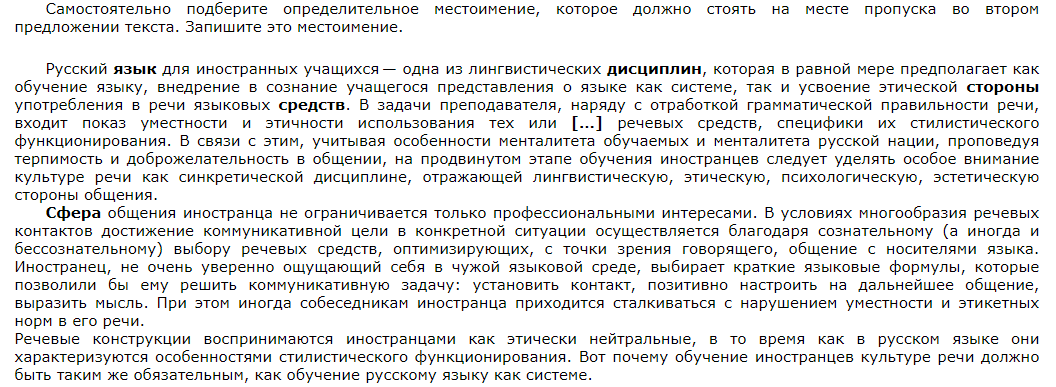 Самостоятельно подберите определительное местоимение, которое должно стоять на месте пропуска во втором
предложении текста. Запишите это местоимение.
Русский язык для иностранных учащихся — одна из лингвистических дисциплин, которая в равной мере предполагает как
обучение языку, внедрение в сознание учащегося представления о языке как системе, так и усвоение этической стороны
употребления в речи языковых средств. В задачи преподавателя, наряду с отработкой грамматической правильности речи,
входит показ уместности и этичности использования тех или [...] речевых средств, специфики их стилистического
функционирования. В связи с этим, учитывая особенности менталитета обучаемых и менталитета русской нации, проповедуя
терпимость и доброжелательность в общении, на продвинутом этапе обучения иностранцев следует уделять особое внимание
культуре речи как синкретической дисциплине, отражающей лингвистическую, этическую, психологическую, эстетическую
стороны общения.
Сфера общения иностранца не ограничивается только профессиональными интересами. В условиях многообразия речевых
контактов достижение коммуникативной цели в конкретной ситуации осуществляется благодаря сознательному (а иногда и
бессознательному) выбору речевых средств, оптимизирующих, с точки зрения говорящего, общение с носителями языка.
Иностранец, не очень уверенно ощущающий себя в чужой языковой среде, выбирает краткие языковые формулы, которые
позволили бы ему решить коммуникативную задачу: установить контакт, позитивно настроить на дальнейшее общение,
выразить мысль. При этом иногда собеседникам иностранца приходится сталкиваться с нарушением уместности и этикетных
норм в его речи.
Речевые конструкции воспринимаются иностранцами как этически нейтральные, в то время как в русском языке они
характеризуются особенностями стилистического функционирования. Вот почему обучение иностранцев культуре речи должно
быть таким же обязательным, как обучение русскому языку как системе.